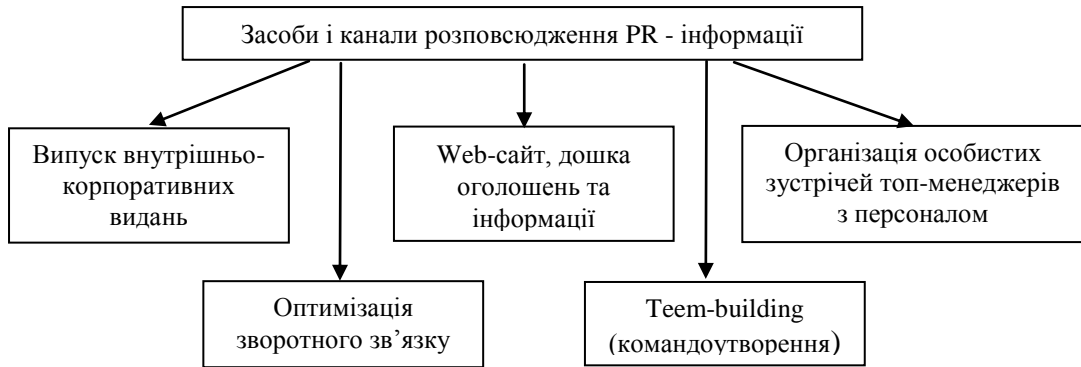 Засоби і канали розповсюдження PR - інформації
Випуск внутрішньо-
корпоративних
видань
Web-сайт, дошка
оголошень та
інформації
Організація особистих
зустрічей топ-менеджерів
з персоналом
Оптимізація
зворотного зв’язку
Teem-building
(командоутворення)